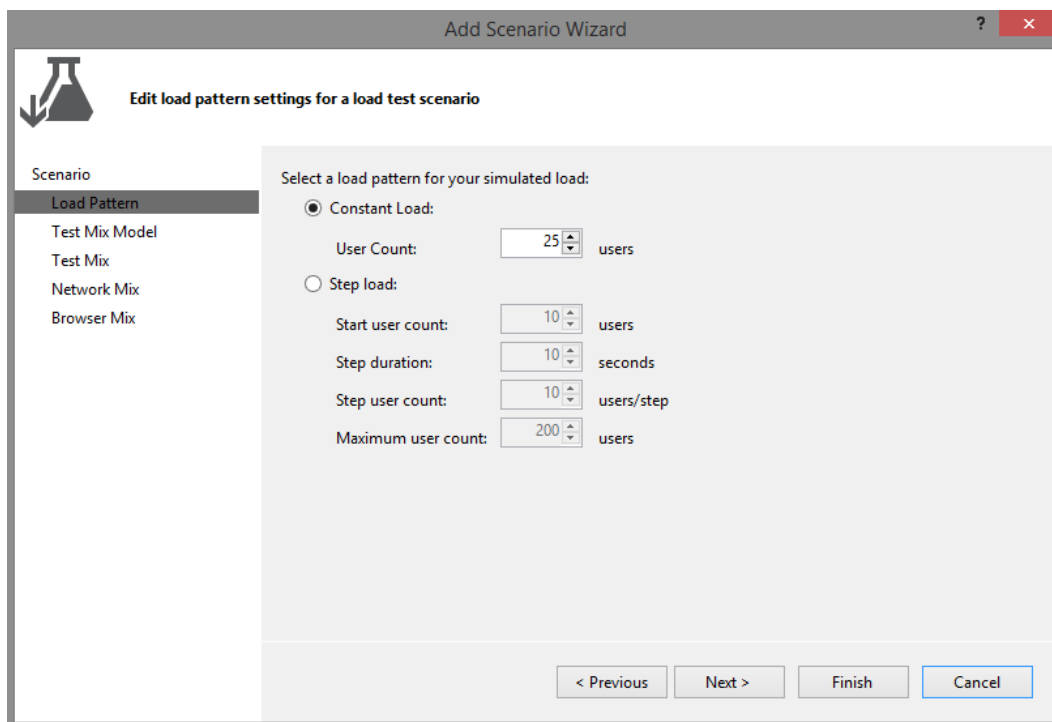 Add Scenario Wizard
?
Edit load pattern settings for a load test scenario
Scenario
Load Pattern
Test Mix Model
Test Mix
Network Mix
Browser Mix
Select a load pattern for your simulated load:
Constant Load:
User Count: 25 users
Step load:
Start user count: 10 users
Step duration: 10 seconds
Step user count: 10 users/step
Maximum user count: 200 users
< Previous Next > Finish Cancel